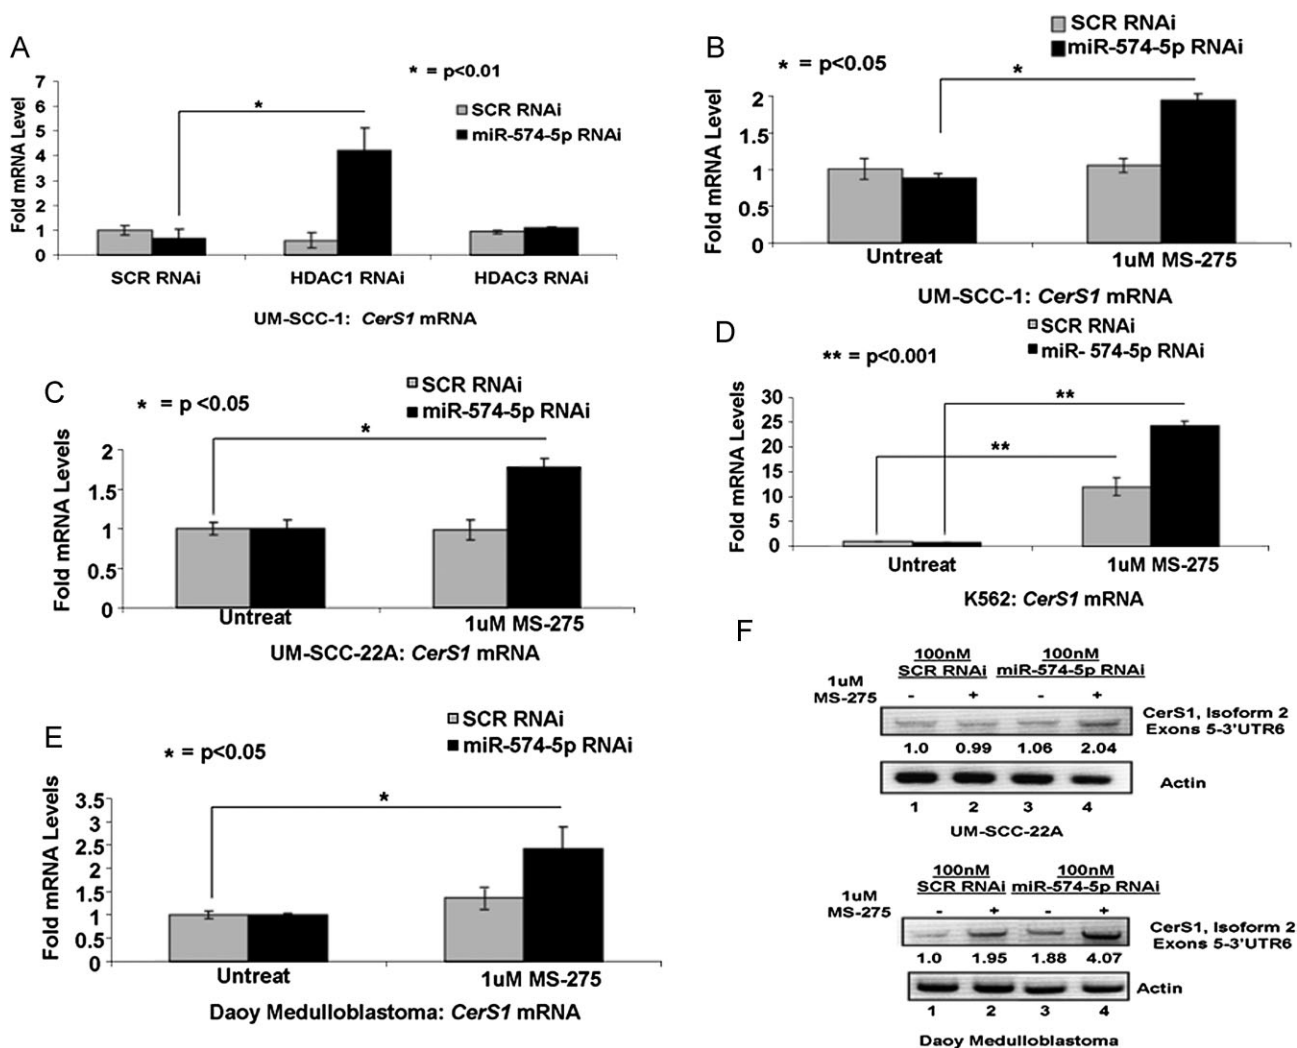 A
* = p<0.01
SCR RNAi
miR-574-5p RNAi
Fold mRNA Level
7
6
5
4
3
2
1
0
*
SCR RNAi HDAC1 RNAi HDAC3 RNAi
UM-SCC-1: CerS1 mRNA
B
SCR RNAi
miR-574-5p RNAi
* = p<0.05
*
Fold mRNA Level
2
1.5
1
0.5
0
Untreat 1uM MS-275
UM-SCC-1: CerS1 mRNA
C
SCR RNAi
miR-574-5p RNAi
* = p <0.05
*
Fold mRNA Levels
2
1.5
1
0.5
0
Untreat 1uM MS-275
UM-SCC-22A: CerS1 mRNA
D
SCR RNAi
miR- 574-5p RNAi
** = p<0.001
**
**
Fold mRNA Levels
30
25
20
15
10
5
0
Untreat 1uM MS-275
K562: CerS1 mRNA
E
SCR RNAi
miR-574-5p RNAi
* = p<0.05
*
Fold mRNA Levels
3.5
3
2.5
2
1.5
1
0.5
0
Untreat 1uM MS-275
Daoy Medulloblastoma: CerS1 mRNA
F
100nM 100nM
SCR RNAi miR-574-5p RNAi
1uM
MS-275 - + - +
CerS1, Isoform 2
Exons 5-3'UTR6
1.0 0.99 1.06 2.04
Actin
1 2 3 4
UM-SCC-22A
100nM 100nM
SCR RNAi miR-574-5p RNAi
1uM
MS-275 - + - +
CerS1, Isoform 2
Exons 5-3'UTR6
1.0 1.95 1.88 4.07
Actin
1 2 3 4
Daoy Medulloblastoma